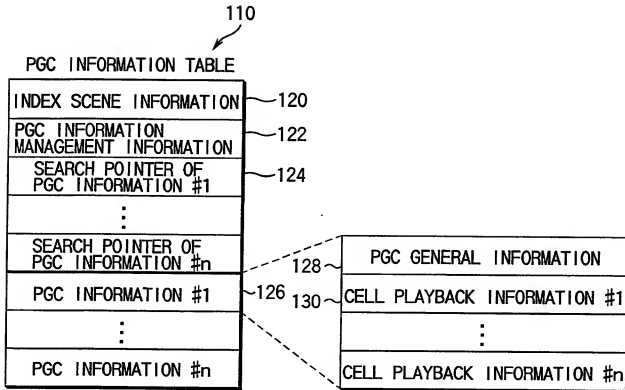 110
PGC INFORMATION TABLE
INDEX SCENE INFORMATION
120
PGC INFORMATION
MANAGEMENT INFORMATION
122
SEARCH POINTER OF
PGC INFORMATION #1
124
⋮
SEARCH POINTER OF
PGC INFORMATION #n
PGC INFORMATION #1
126
⋮
PGC INFORMATION #n
128
PGC GENERAL INFORMATION
130
CELL PLAYBACK INFORMATION #1
⋮
CELL PLAYBACK INFORMATION #n